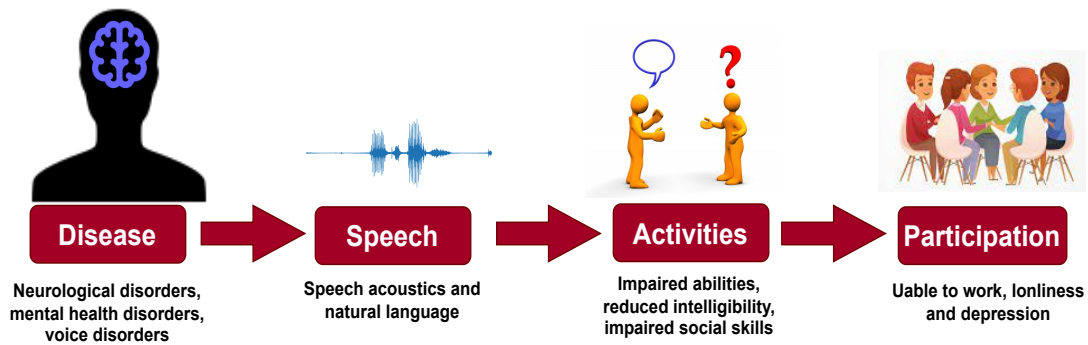 ?
Disease
Speech
Activities
Participation
Neurological disorders,
mental health disorders,
voice disorders
Speech acoustics and
natural language
Impaired abilities,
reduced intelligibility,
impaired social skills
Uable to work, lonliness
and depression